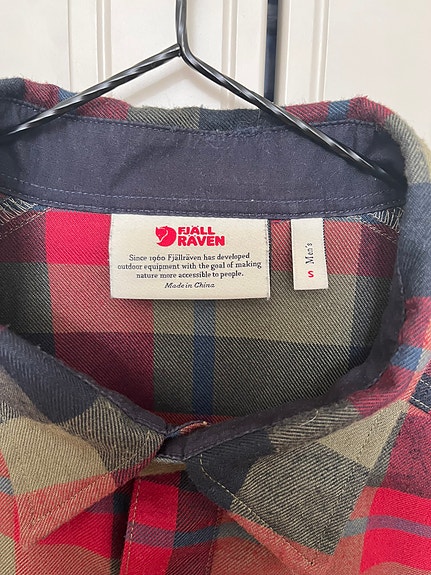 FJÄLL
RÄVEN
Since 1960 Fjällräven has developed
outdoor equipment with the goal of making
nature more accessible to people.
Made in China
Men's
S